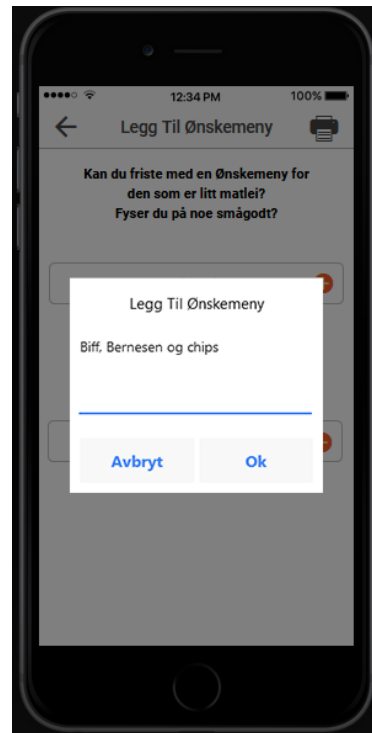 12:34 PM
100%
Legg Til Ønskemeny
Kan du friste med en Ønskemeny for
den som er litt matlei?
Fyser du på noe smågodt?
Legg Til Ønskemeny
Biff, Bernesen og chips
Avbryt
Ok